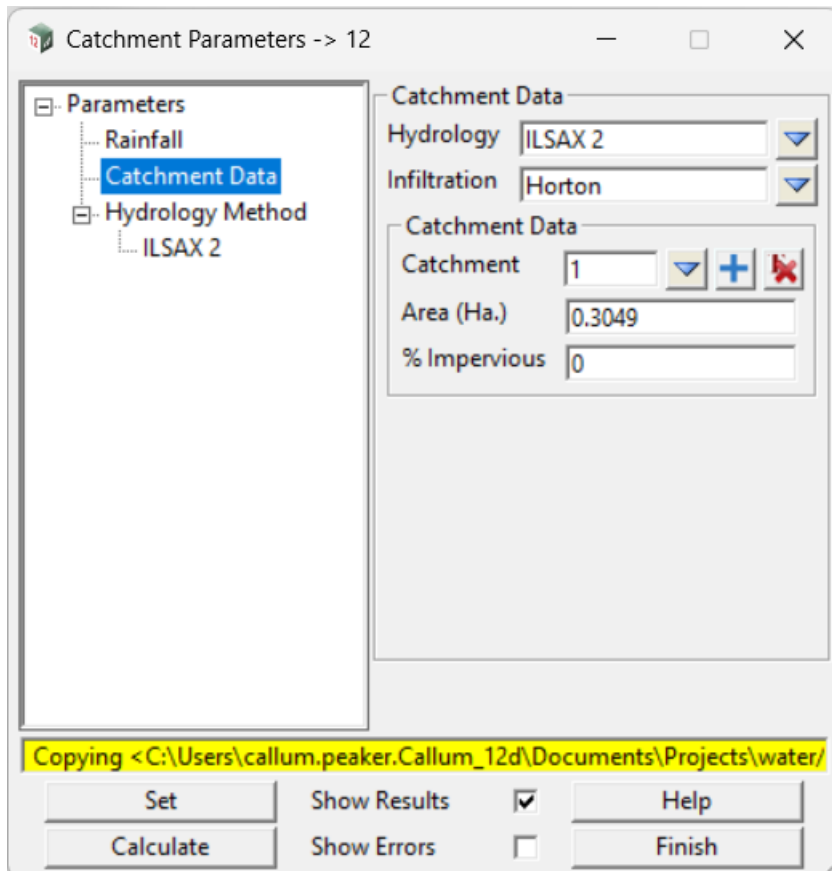 Catchment Parameters -> 12
Parameters
Rainfall
Catchment Data
Hydrology Method
ILSAX 2
Catchment Data
Hydrology ILSAX 2
Infiltration Horton
Catchment Data
Catchment 1
Area (Ha.) 0.3049
% Impervious 0
Copying <C:\Users\callum.peaker.Callum_12d\Documents\Projects\water/
Set Show Results Help
Calculate Show Errors Finish